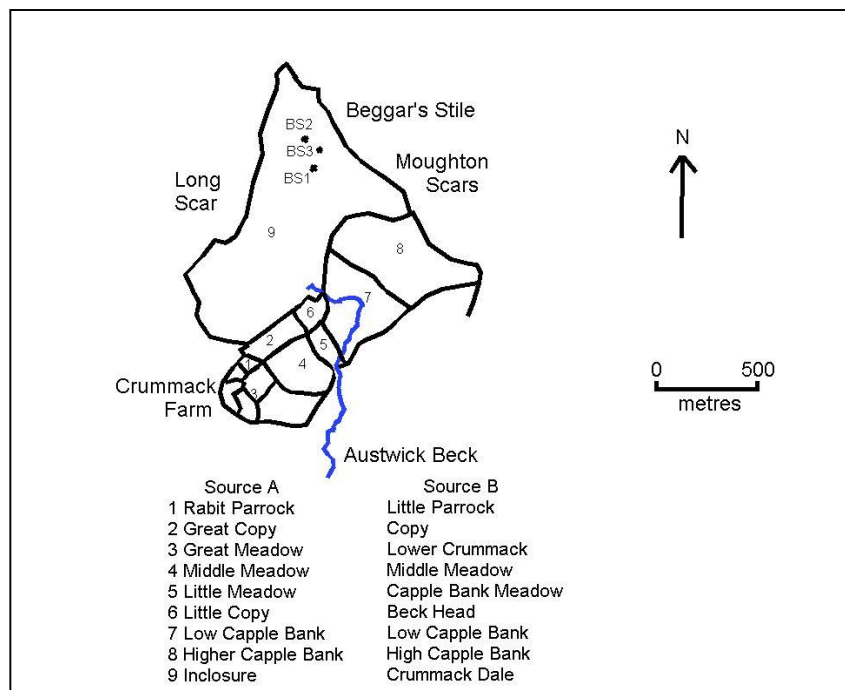 Beggar's Stile
BS2
BS3
BS1
Long
Scar
Moughton
Scars
N
9
8
7
6
2
5
4
1
3
Crummack
Farm
0 500
metres
Austwick Beck
Source A Source B
1 Rabit Parrock Little Parrock
2 Great Copy Copy
3 Great Meadow Lower Crummack
4 Middle Meadow Middle Meadow
5 Little Meadow Capple Bank Meadow
6 Little Copy Beck Head
7 Low Capple Bank Low Capple Bank
8 Higher Capple Bank High Capple Bank
9 Inclosure Crummack Dale